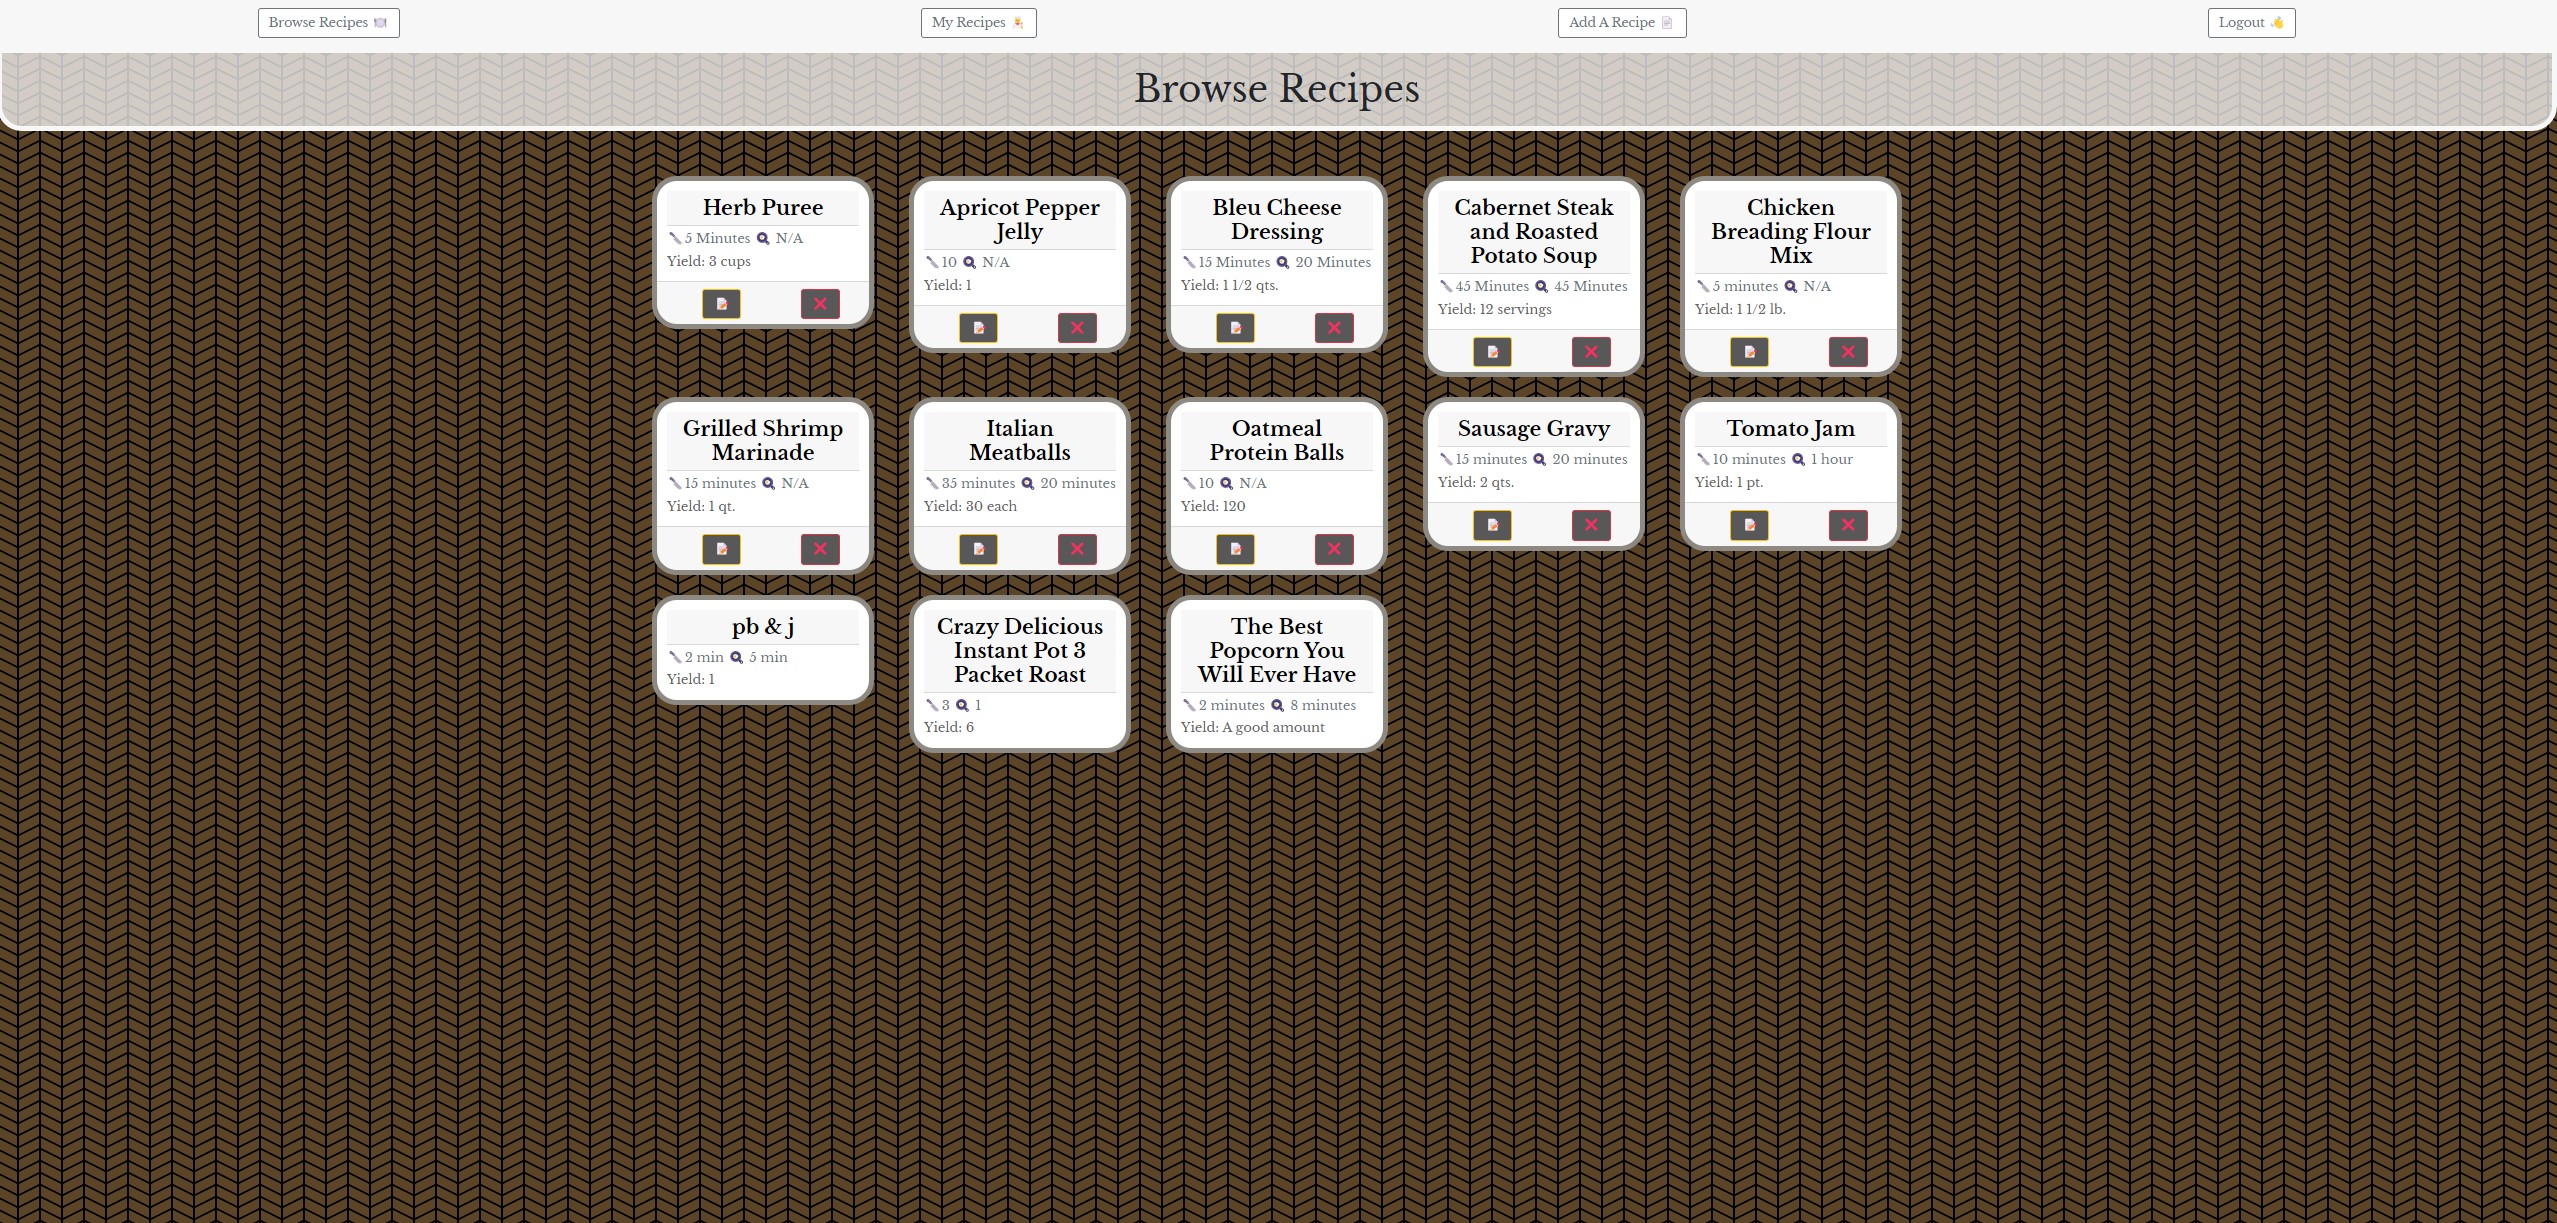 Browse Recipes
My Recipes
Add A Recipe
Logout
Browse Recipes
Herb Puree
5 Minutes N/A
Yield: 3 cups
Apricot Pepper
Jelly
10 N/A
Yield: 1
Bleu Cheese
Dressing
15 Minutes 20 Minutes
Yield: 1 1/2 qts.
Cabernet Steak
and Roasted
Potato Soup
45 Minutes 45 Minutes
Yield: 12 servings
Chicken
Breading Flour
Mix
5 minutes N/A
Yield: 1 1/2 lb.
Grilled Shrimp
Marinade
15 minutes N/A
Yield: 1 qt.
Italian
Meatballs
35 minutes 20 minutes
Yield: 30 each
Oatmeal
Protein Balls
10 N/A
Yield: 120
Sausage Gravy
15 minutes 20 minutes
Yield: 2 qts.
Tomato Jam
10 minutes 1 hour
Yield: 1 pt.
pb & j
2 min 5 min
Yield: 1
Crazy Delicious
Instant Pot 3
Packet Roast
3 1
Yield: 6
The Best
Popcorn You
Will Ever Have
2 minutes 8 minutes
Yield: A good amount